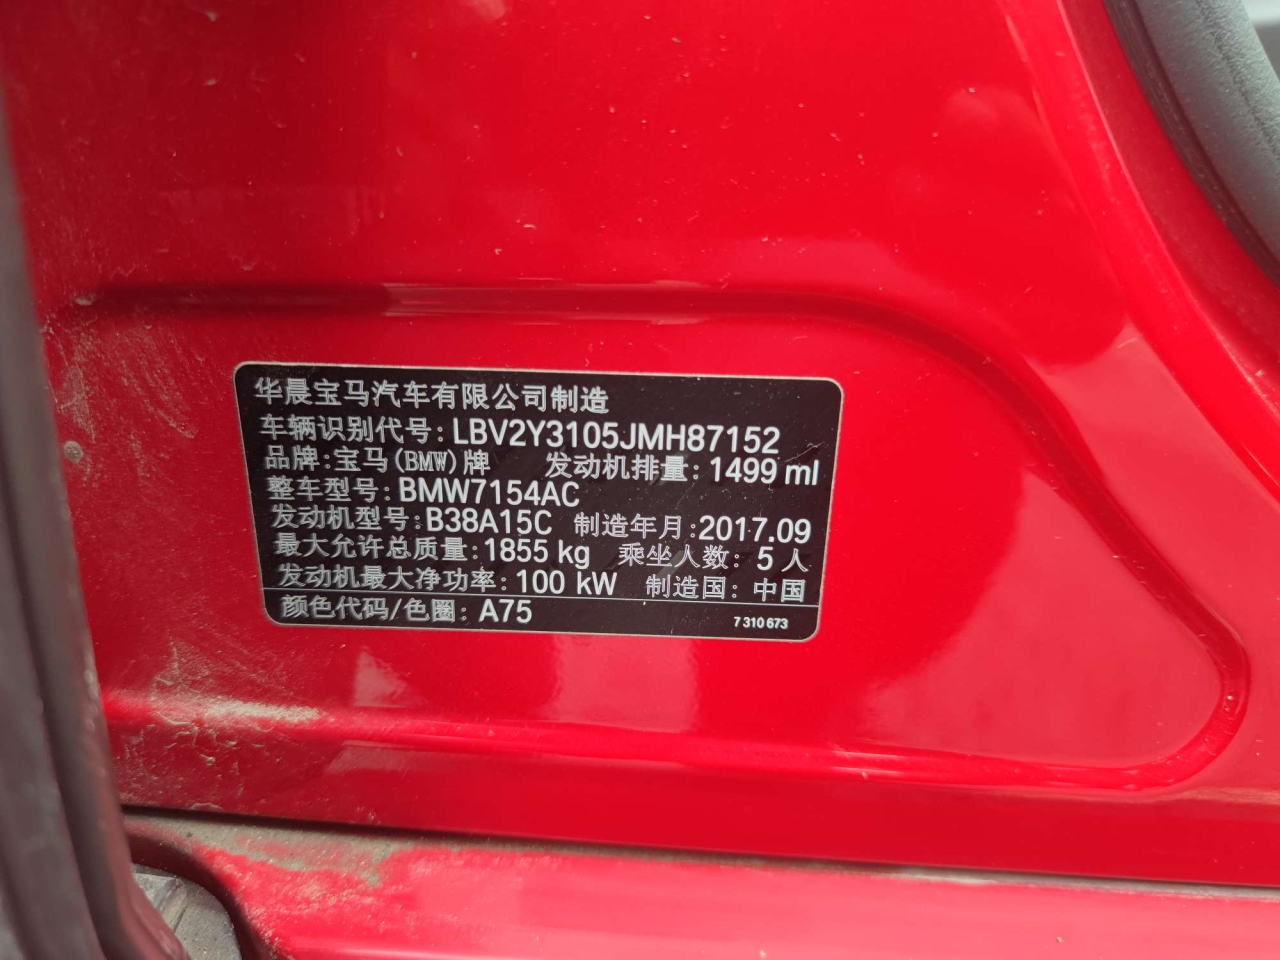 华晨宝马汽车有限公司制造
车辆识别代号: LBV2Y3105JMH87152
品牌:宝马(BMW)牌 发动机排量: 1499 ml
整车型号: BMW7154AC
发动机型号: B38A15C 制造年月:2017.09
最大允许总质量: 1855 kg 乘坐人数: 5 人
发动机最大净功率: 100 kW 制造国: 中国
颜色代码/色圈: A75 7 310 673